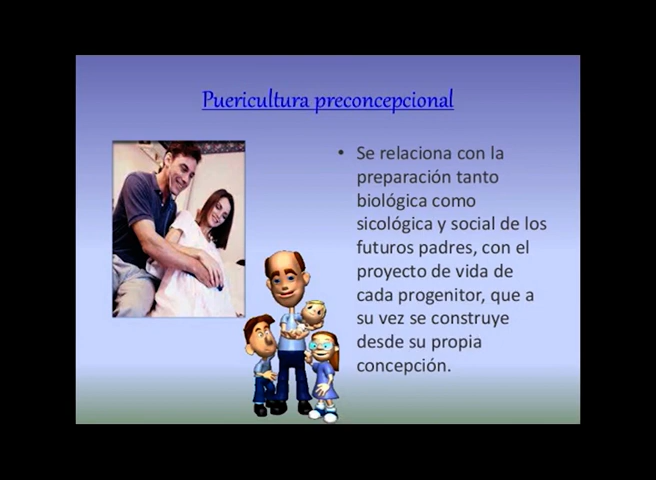 Puericultura preconcepcional
• Se relaciona con la
preparación tanto
biológica como
sicológica y social de los
futuros padres, con el
proyecto de vida de
cada progenitor, que a
su vez se construye
desde su propia
concepción.